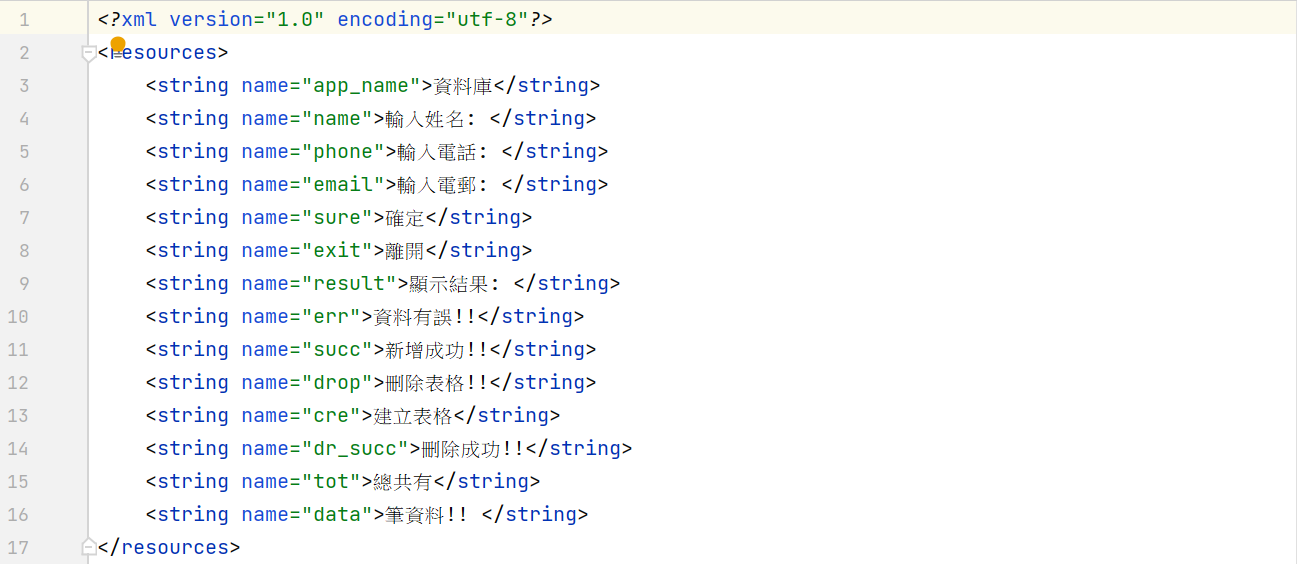 1 <?xml version="1.0" encoding="utf-8"?>
2 <resources>
3 <string name="app_name">資料庫</string>
4 <string name="name">輸入姓名: </string>
5 <string name="phone">輸入電話: </string>
6 <string name="email">輸入電郵: </string>
7 <string name="sure">確定</string>
8 <string name="exit">離開</string>
9 <string name="result">顯示結果: </string>
10 <string name="err">資料有誤!!</string>
11 <string name="succ">新增成功!!</string>
12 <string name="drop">刪除表格!!</string>
13 <string name="cre">建立表格</string>
14 <string name="dr_succ">刪除成功!!</string>
15 <string name="tot">總共有</string>
16 <string name="data">筆資料!! </string>
17 </resources>